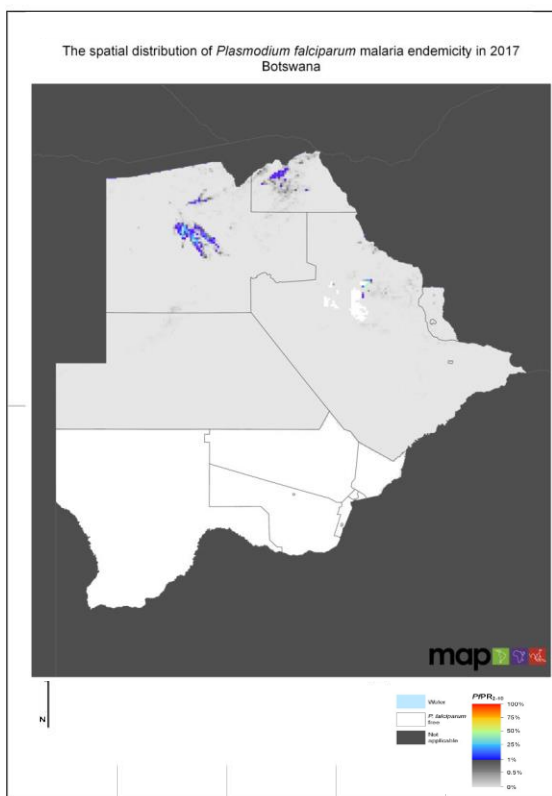 The spatial distribution of Plasmodium falciparum malaria endemicity in 2017
Botswana
map
N
Water
P. falciparum
free
Not
applicable
PfPR2-10
100%
75%
50%
25%
1%
0.5%
0%